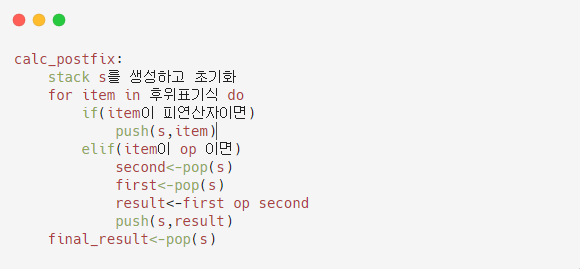 calc_postfix:
    stack s를 생성하고 초기화
    for item in 후위표기식 do
        if(item이 피연산자이면)
            push(s,item)
        elif(item이 op 이면)
            second<-pop(s)
            first<-pop(s)
            result<-first op second
            push(s,result)
    final_result<-pop(s)